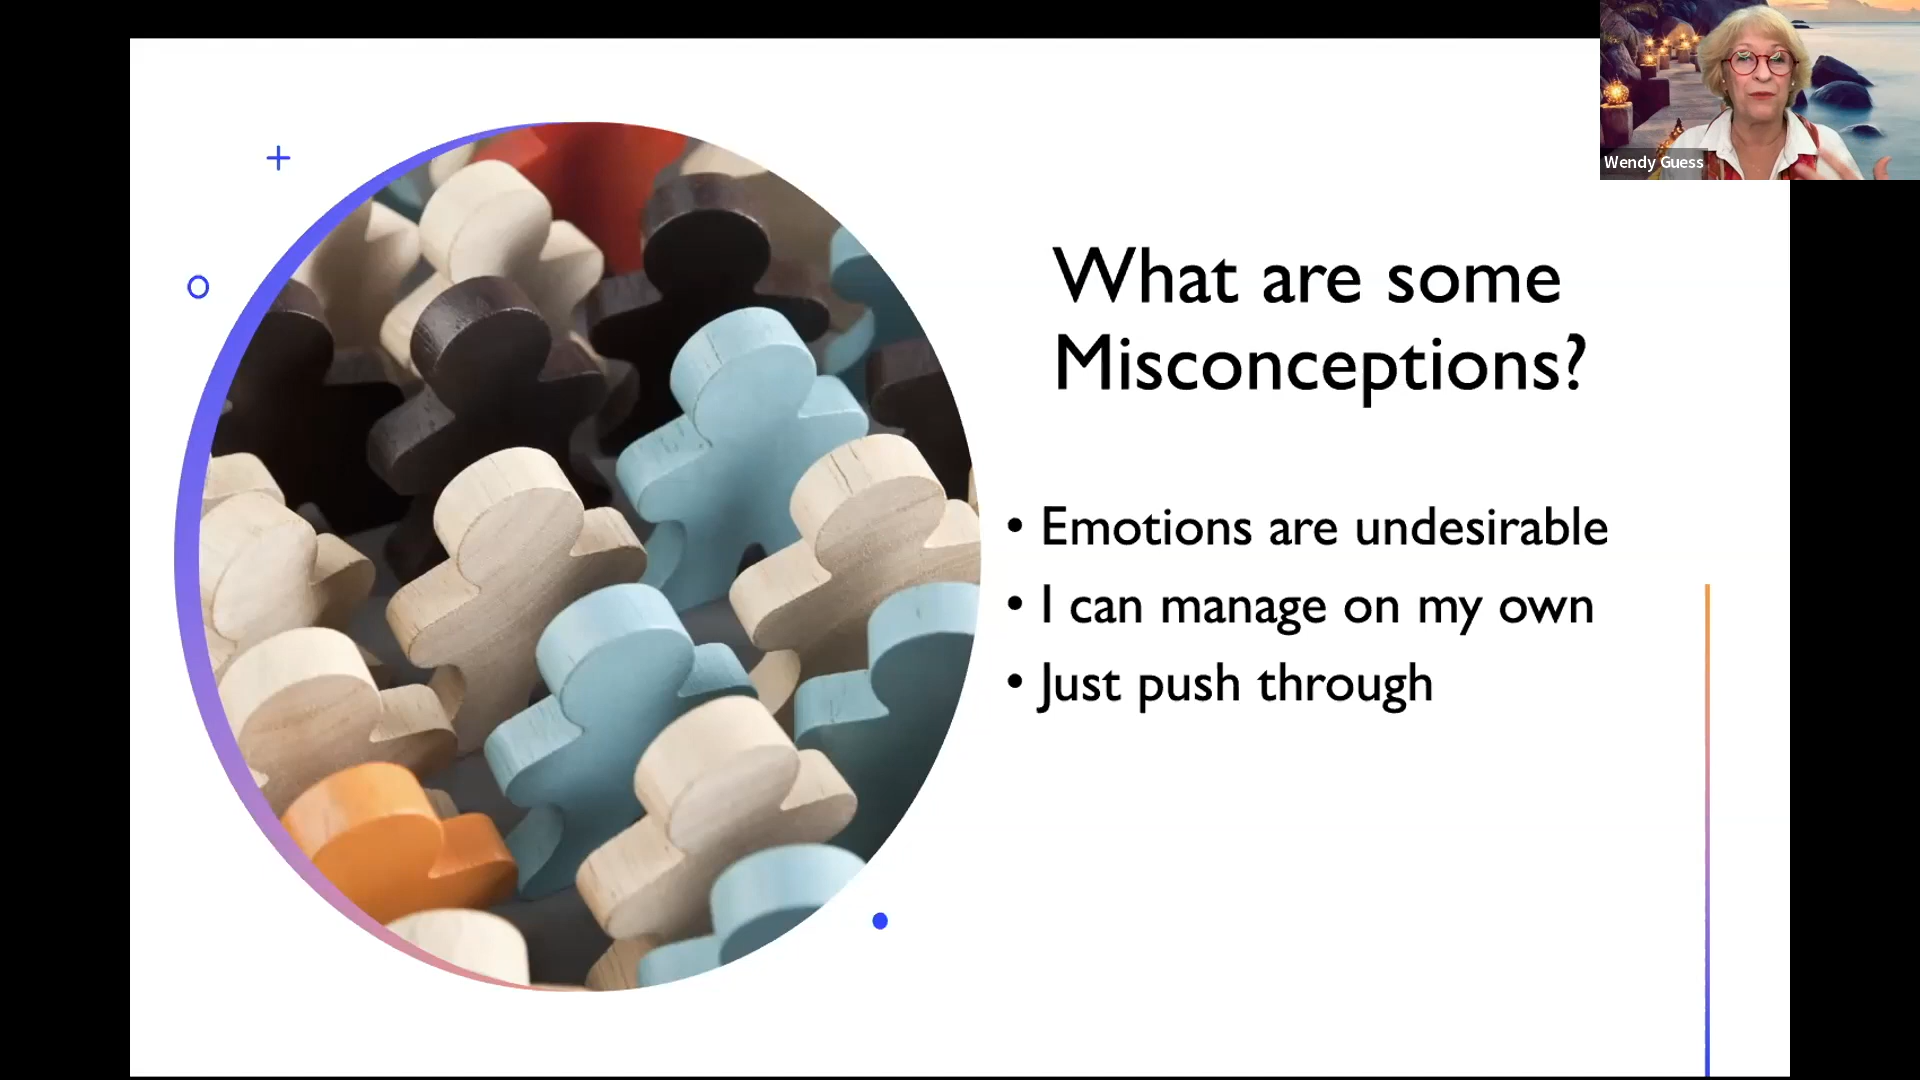 Wendy Guess
What are some
Misconceptions?
• Emotions are undesirable
• I can manage on my own
• Just push through